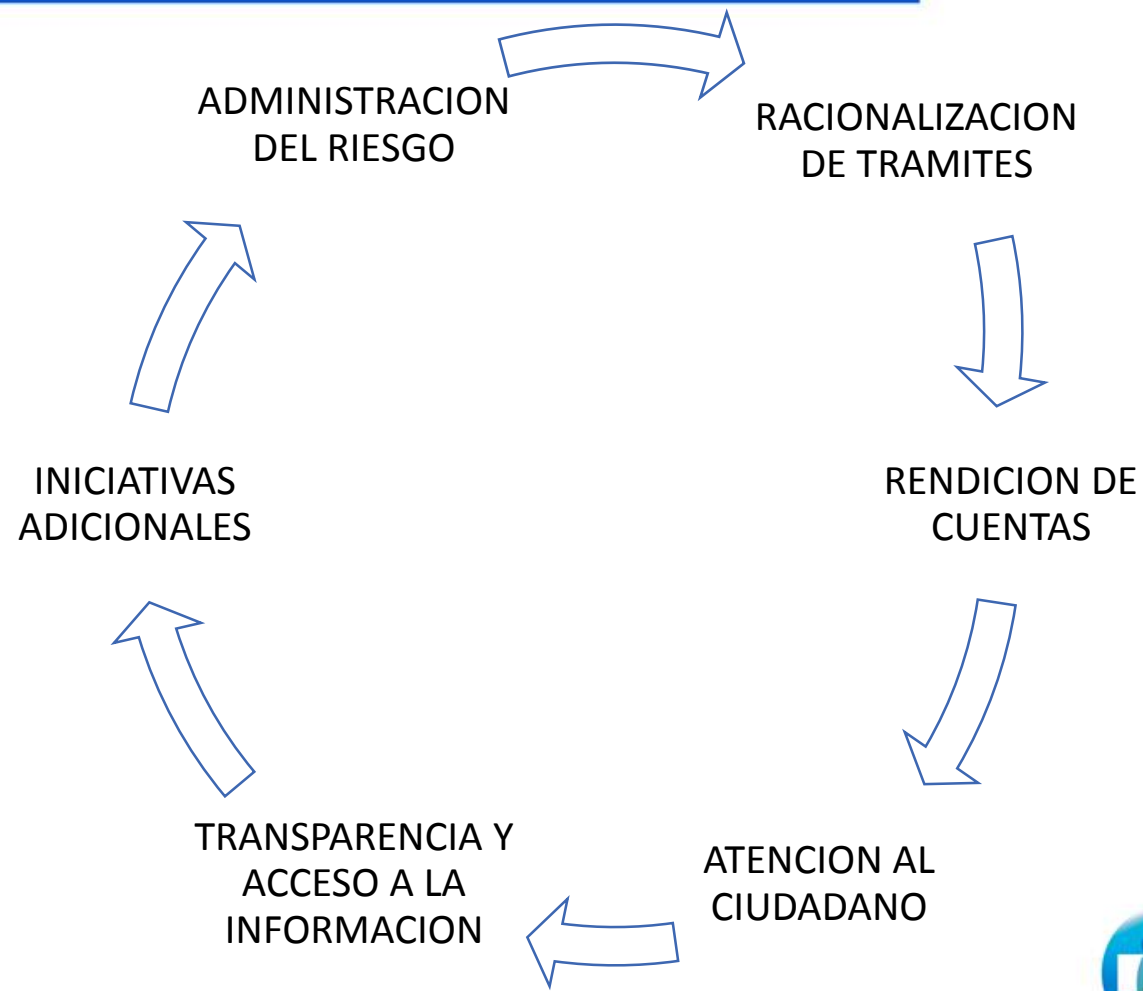 ADMINISTRACION
DEL RIESGO
RACIONALIZACION
DE TRAMITES
RENDICION DE
CUENTAS
ATENCION AL
CIUDADANO
TRANSPARENCIA Y
ACCESO A LA
INFORMACION
INICIATIVAS
ADICIONALES